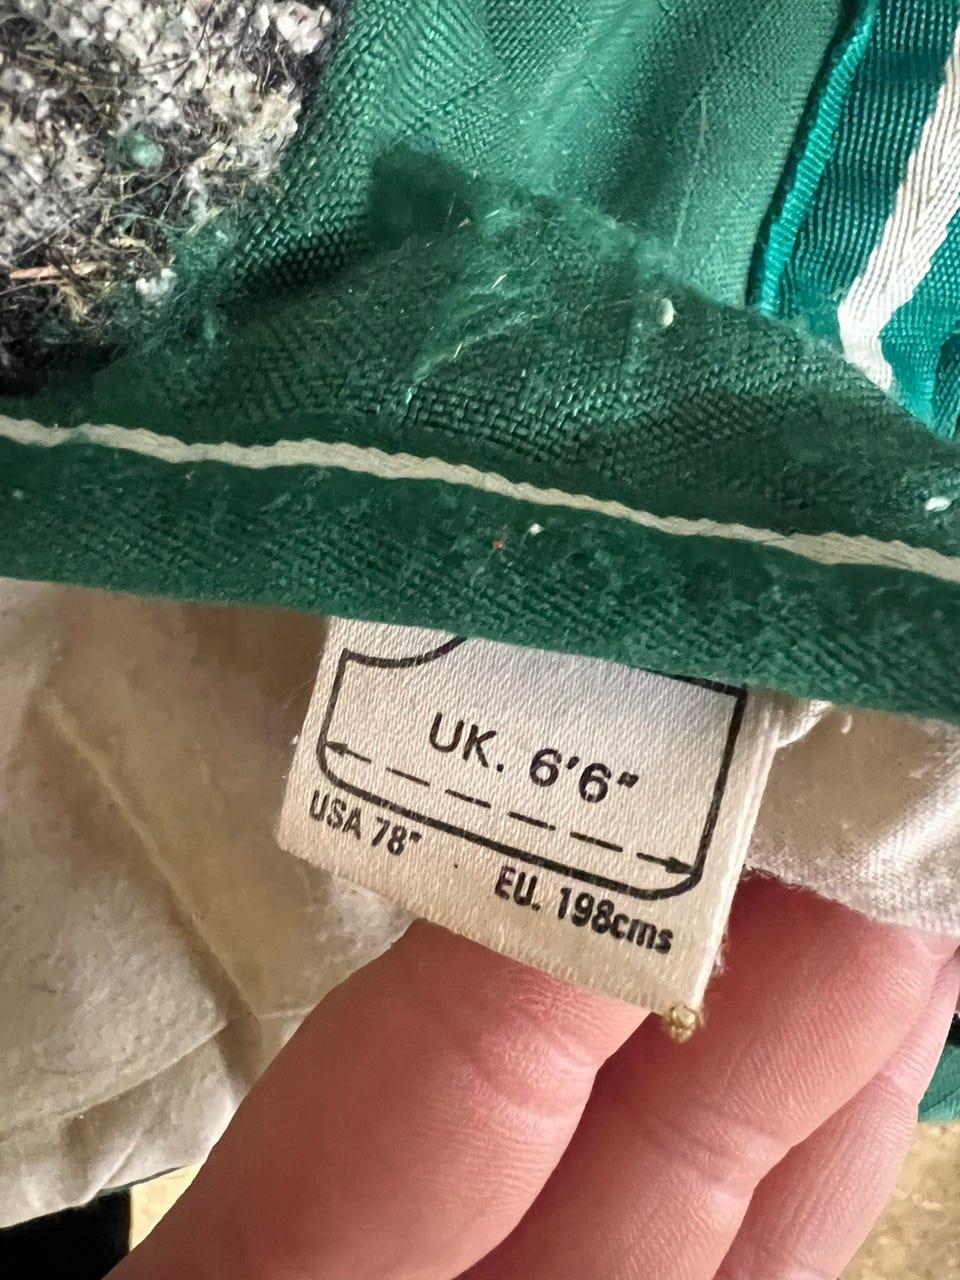 UK. 6'6"
USA 78"
EU. 198cms